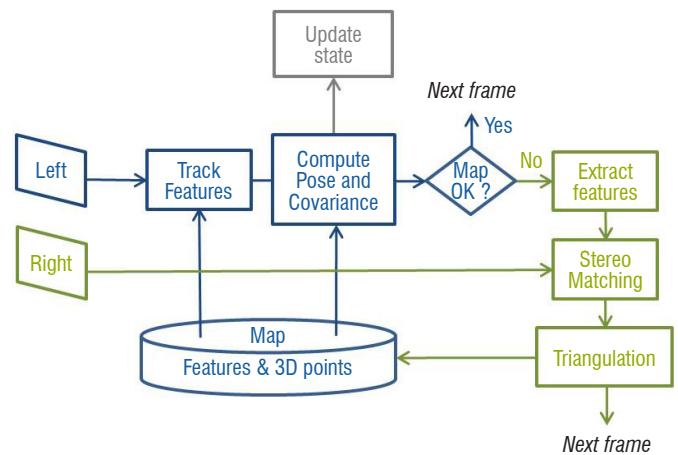 Update
state
Next frame
Yes
Left
Track
Features
Compute
Pose and
Covariance
Map
OK ?
No
Extract
features
Right
Stereo
Matching
Map
Features & 3D points
Triangulation
Next frame